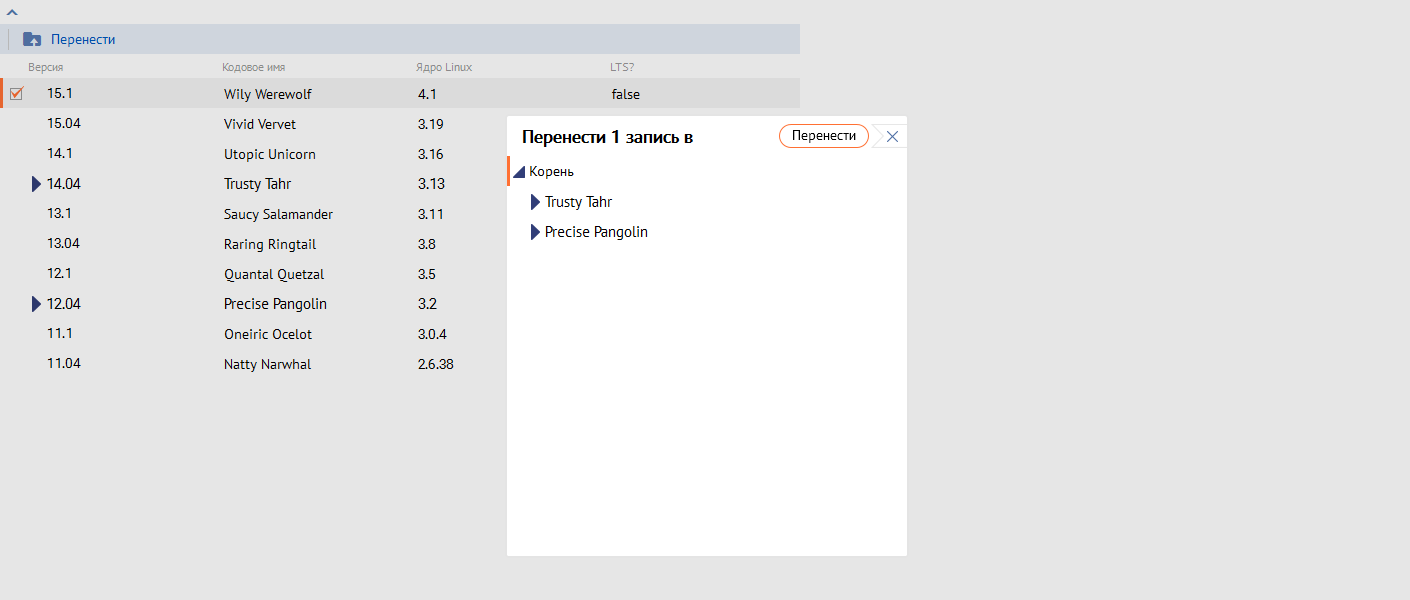 Перенести
Версия Кодовое имя Ядро Linux LTS?
15.1 Wily Werewolf 4.1 false
15.04 Vivid Vervet 3.19
14.1 Utopic Unicorn 3.16
14.04 Trusty Tahr 3.13
13.1 Saucy Salamander 3.11
13.04 Raring Ringtail 3.8
12.1 Quantal Quetzal 3.5
12.04 Precise Pangolin 3.2
11.1 Oneiric Ocelot 3.0.4
11.04 Natty Narwhal 2.6.38
Перенести 1 запись в Перенести
Корень
Trusty Tahr
Precise Pangolin